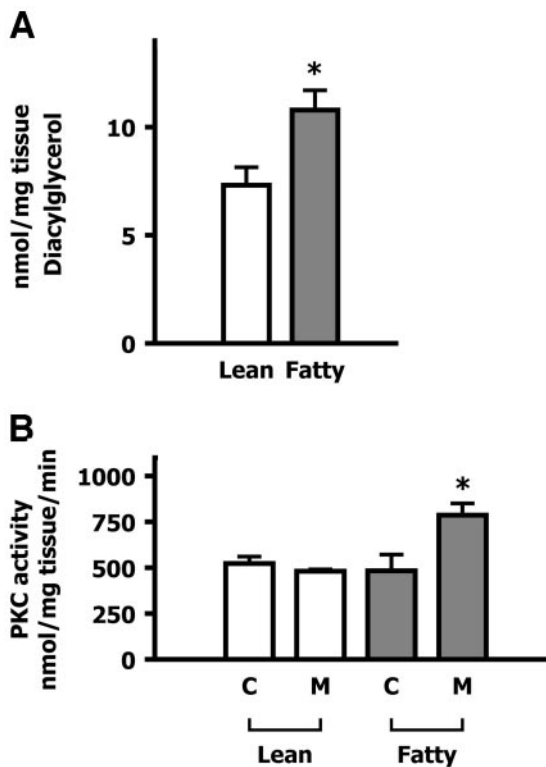 A
nmol/mg tissue
Diacylglycerol
10
5
0
*
Lean Fatty
B
PKC activity
nmol/mg tissue/min
1000
750
500
250
0
*
C M C M
Lean Fatty